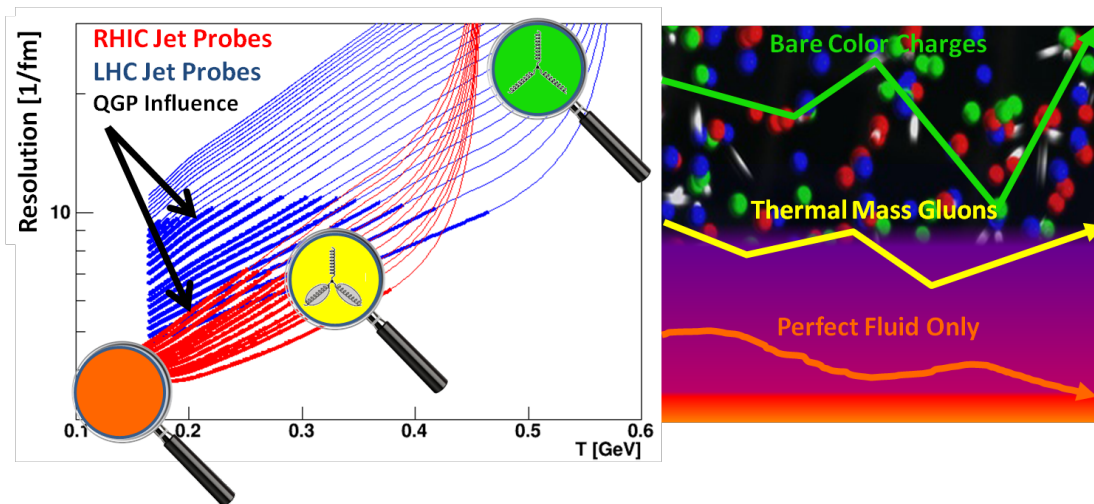 RHIC Jet Probes
LHC Jet Probes
QGP Influence
Resolution [1/fm]
10
0.1
0.2
0.3
0.4
0.5
0.6
T [GeV]
Bare Color Charges
Thermal Mass Gluons
Perfect Fluid Only